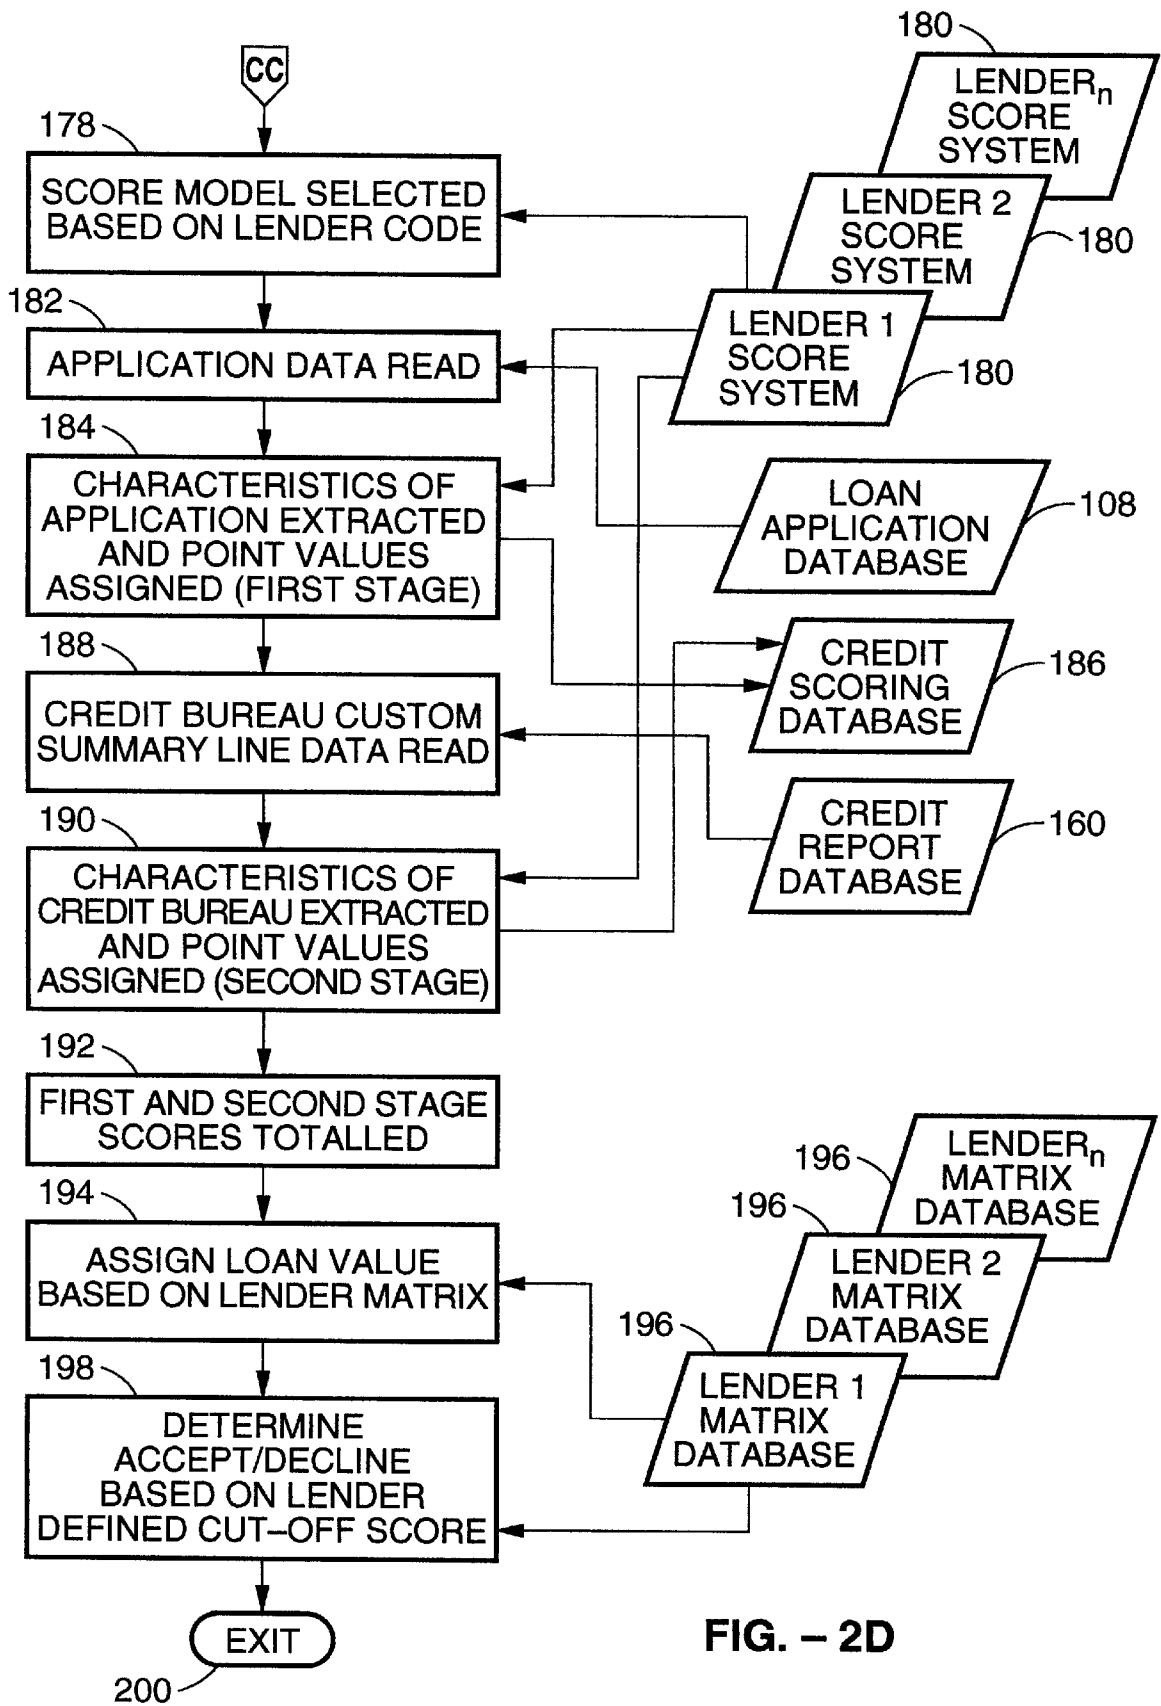 CC
178
SCORE MODEL SELECTED
BASED ON LENDER CODE
182
APPLICATION DATA READ
184
CHARACTERISTICS OF
APPLICATION EXTRACTED
AND POINT VALUES
ASSIGNED (FIRST STAGE)
188
CREDIT BUREAU CUSTOM
SUMMARY LINE DATA READ
190
CHARACTERISTICS OF
CREDIT BUREAU EXTRACTED
AND POINT VALUES
ASSIGNED (SECOND STAGE)
192
FIRST AND SECOND STAGE
SCORES TOTALLED
194
ASSIGN LOAN VALUE
BASED ON LENDER MATRIX
198
DETERMINE
ACCEPT/DECLINE
BASED ON LENDER
DEFINED CUT–OFF SCORE
EXIT
200
180
LENDERn
SCORE
SYSTEM
LENDER 2
SCORE
SYSTEM
180
LENDER 1
SCORE
SYSTEM
180
LOAN
APPLICATION
DATABASE
108
CREDIT
SCORING
DATABASE
186
CREDIT
REPORT
DATABASE
160
196
LENDERn
MATRIX
DATABASE
196
LENDER 2
MATRIX
DATABASE
196
LENDER 1
MATRIX
DATABASE
FIG. – 2D